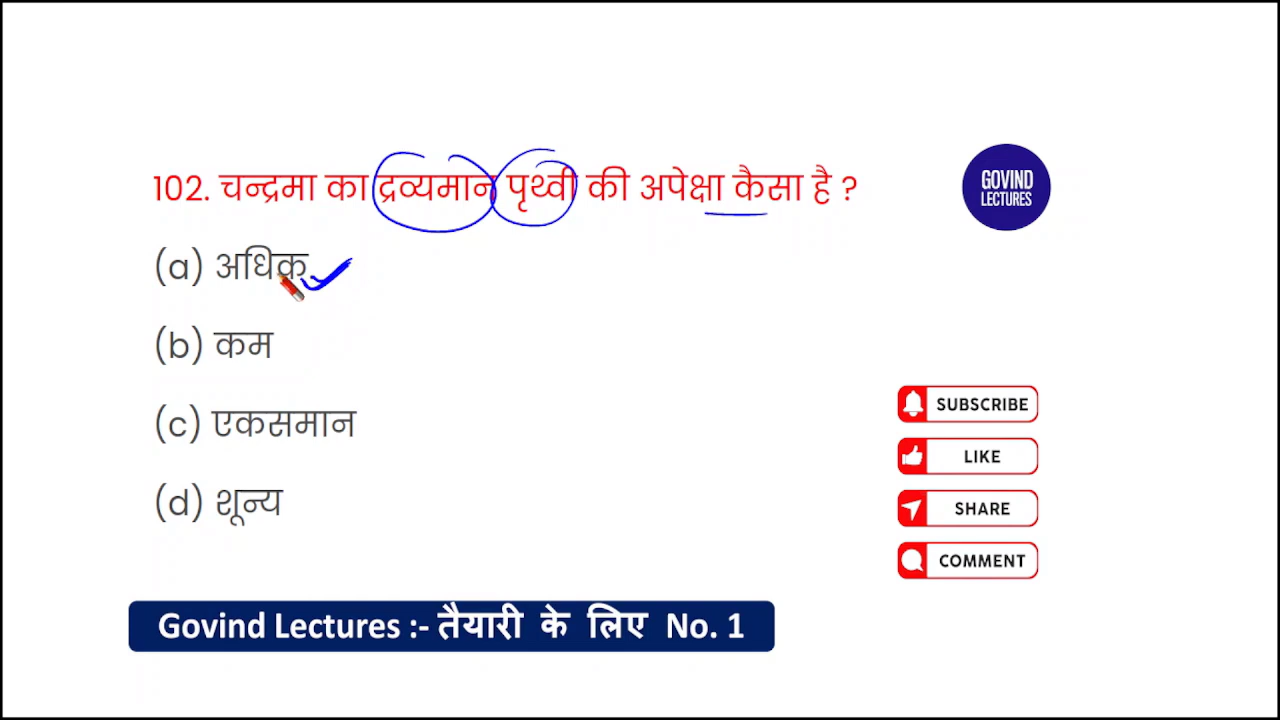 102. चन्द्रमा का द्रव्यमान पृथ्वी की अपेक्षा कैसा है ?
GOVIND
LECTURES
(a) अधिक
(b) कम
(c) एकसमान
(d) शून्य
SUBSCRIBE
LIKE
SHARE
COMMENT
Govind Lectures :- तैयारी के लिए No. 1